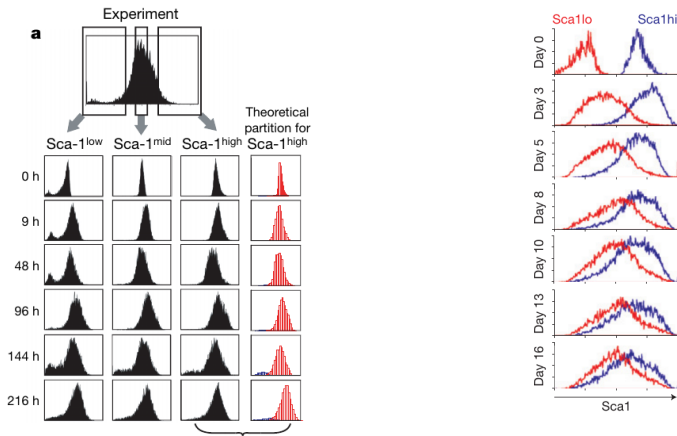 Experiment
a
Theoretical
partition for
Sca-1low Sca-1mid Sca-1high Sca-1high
0 h
9 h
48 h
96 h
144 h
216 h
Sca1lo Sca1hi
Day 0
Day 3
Day 5
Day 8
Day 10
Day 13
Day 16
Sca1